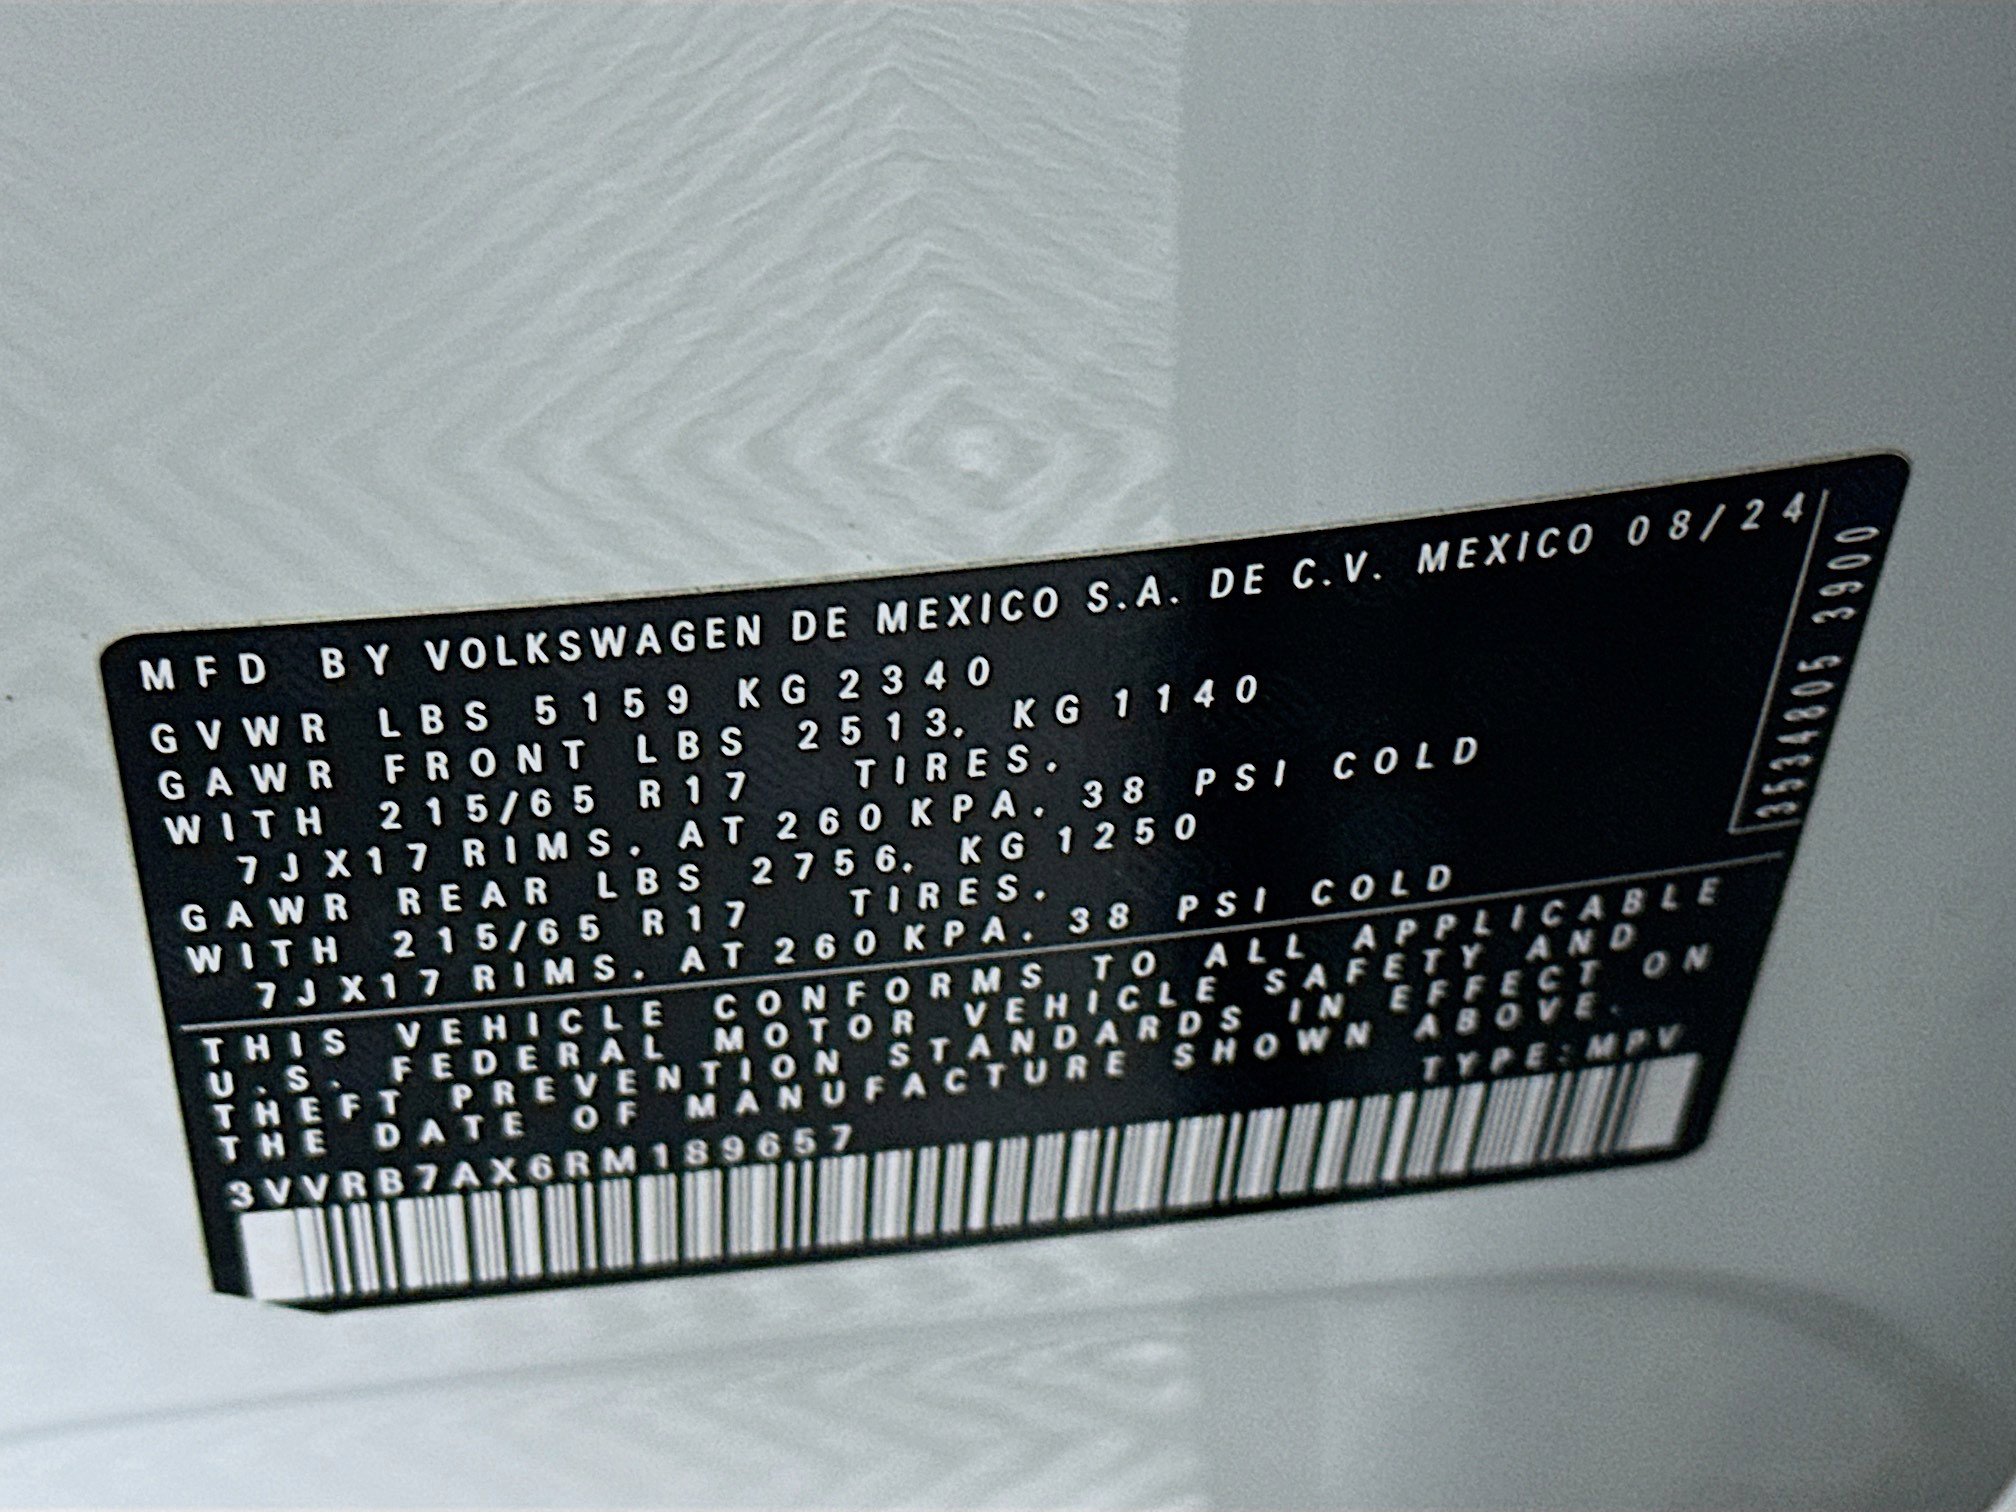 MFD BY VOLKSWAGEN DE MEXICO S.A. DE C.V. MEXICO 08/24
GVWR LBS 5159 KG 2340
GAWR FRONT LBS 2513. KG 1140
WITH 215/65 R17 TIRES.
7JX17 RIMS. AT 260 KPA. 38 PSI COLD
GAWR REAR LBS 2756. KG 1250
WITH 215/65 R17 TIRES.
7JX17 RIMS. AT 260 KPA. 38 PSI COLD
THIS VEHICLE CONFORMS TO ALL APPLICABLE
U.S. FEDERAL MOTOR VEHICLE SAFETY AND
THEFT PREVENTION STANDARDS IN EFFECT ON
THE DATE OF MANUFACTURE SHOWN ABOVE.
TYPE:MPV
3VVRB7AX6RM189657
3534805 3900